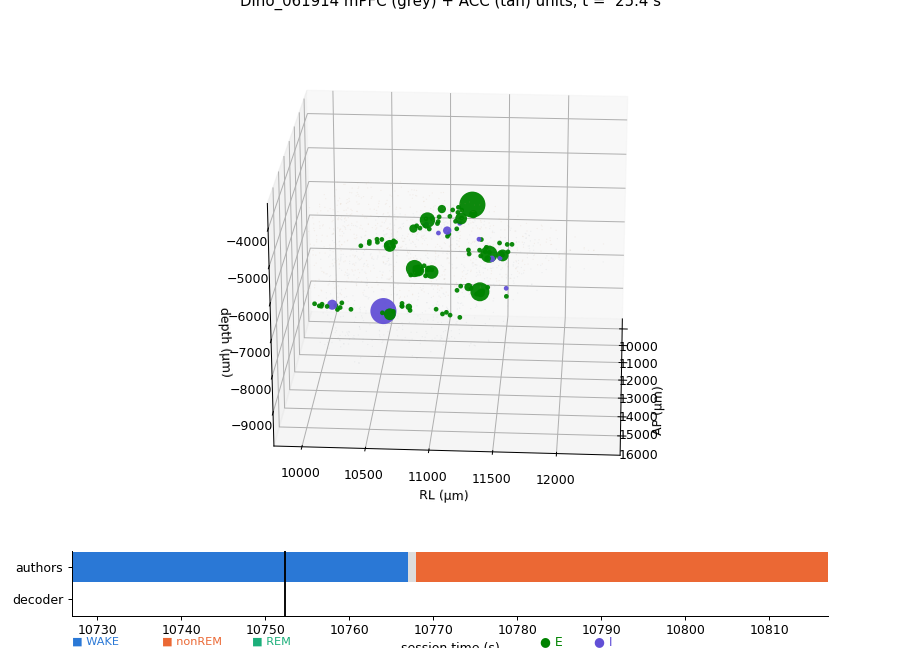 Dino_061914 mPFC (grey) + ACC (tan) units, t = 25.4 s
−4000
−5000
−6000
−7000
−8000
−9000
depth (μm)
10000
11000
12000
13000
14000
15000
16000
AP (μm)
10000 10500 11000 11500 12000
RL (μm)
authors
decoder
10730 10740 10750 10760 10770 10780 10790 10800 10810
session time (s)
WAKE nonREM REM E I